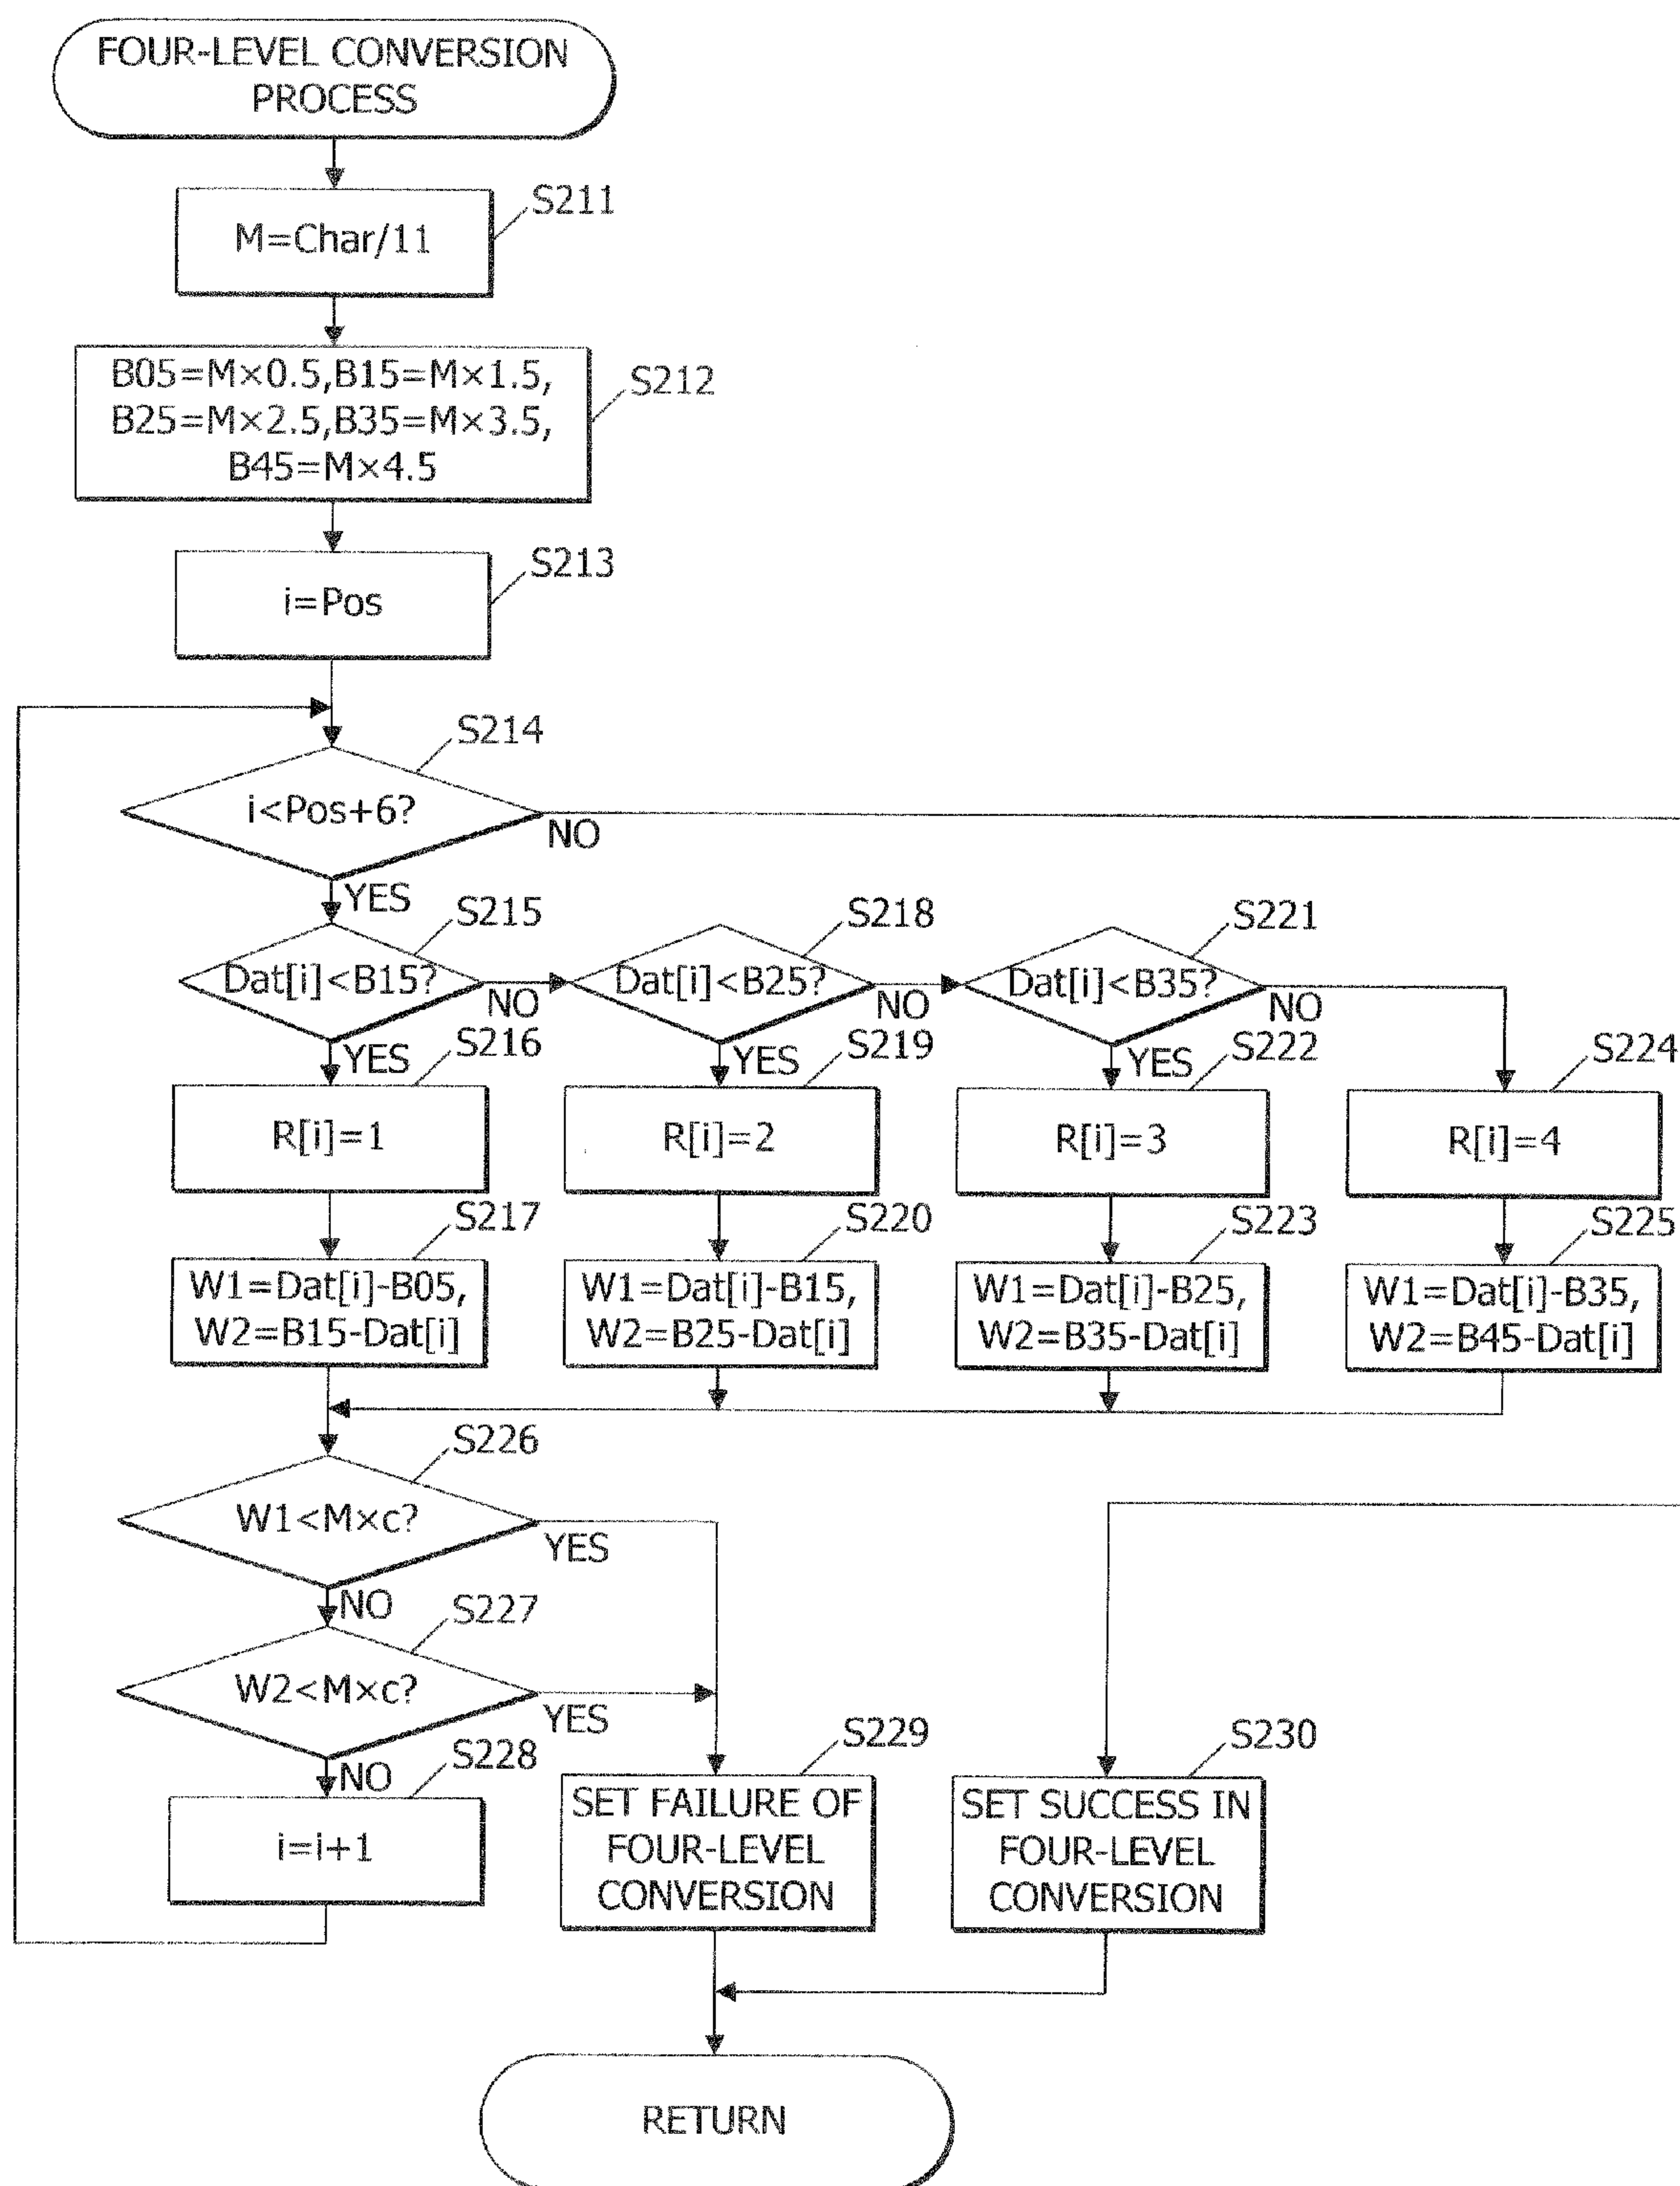 FOUR-LEVEL CONVERSION
PROCESS
S211
M=Char/11
S212
B05=M×0.5,B15=M×1.5,
B25=M×2.5,B35=M×3.5,
B45=M×4.5
S213
i=Pos
S214
i<Pos+6?
NO
YES
S215
S218
S221
Dat[i]<B15?
NO
Dat[i]<B25?
NO
Dat[i]<B35?
NO
YES
S216
YES
S219
YES
S222
S224
R[i]=1
R[i]=2
R[i]=3
R[i]=4
S217
S220
S223
S225
W1=Dat[i]-B05,
W2=B15-Dat[i]
W1=Dat[i]-B15,
W2=B25-Dat[i]
W1=Dat[i]-B25,
W2=B35-Dat[i]
W1=Dat[i]-B35,
W2=B45-Dat[i]
S226
W1<M×c?
YES
NO
S227
W2<M×c?
YES
NO
S228
i=i+1
S229
SET FAILURE OF
FOUR-LEVEL
CONVERSION
S230
SET SUCCESS IN
FOUR-LEVEL
CONVERSION
RETURN